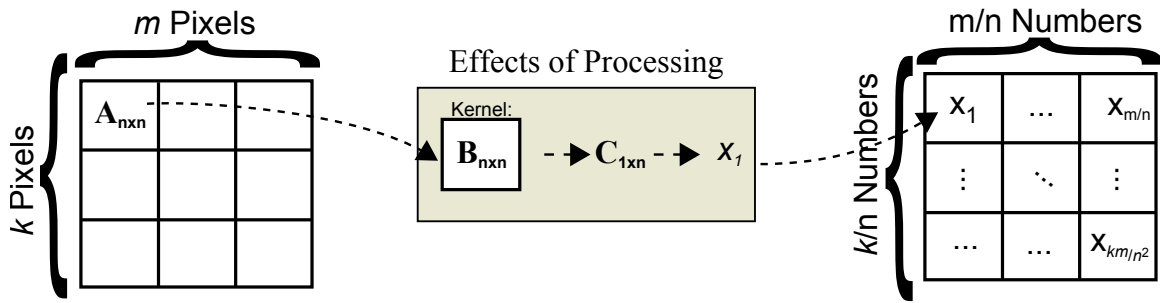 m Pixels
k Pixels
A_nxn
Effects of Processing
Kernel:
B_nxn
C_1xn
x_1
m/n Numbers
k/n Numbers
x_1 ... x_m/n
⋮ ⋱ ⋮
... ... x_km/n²